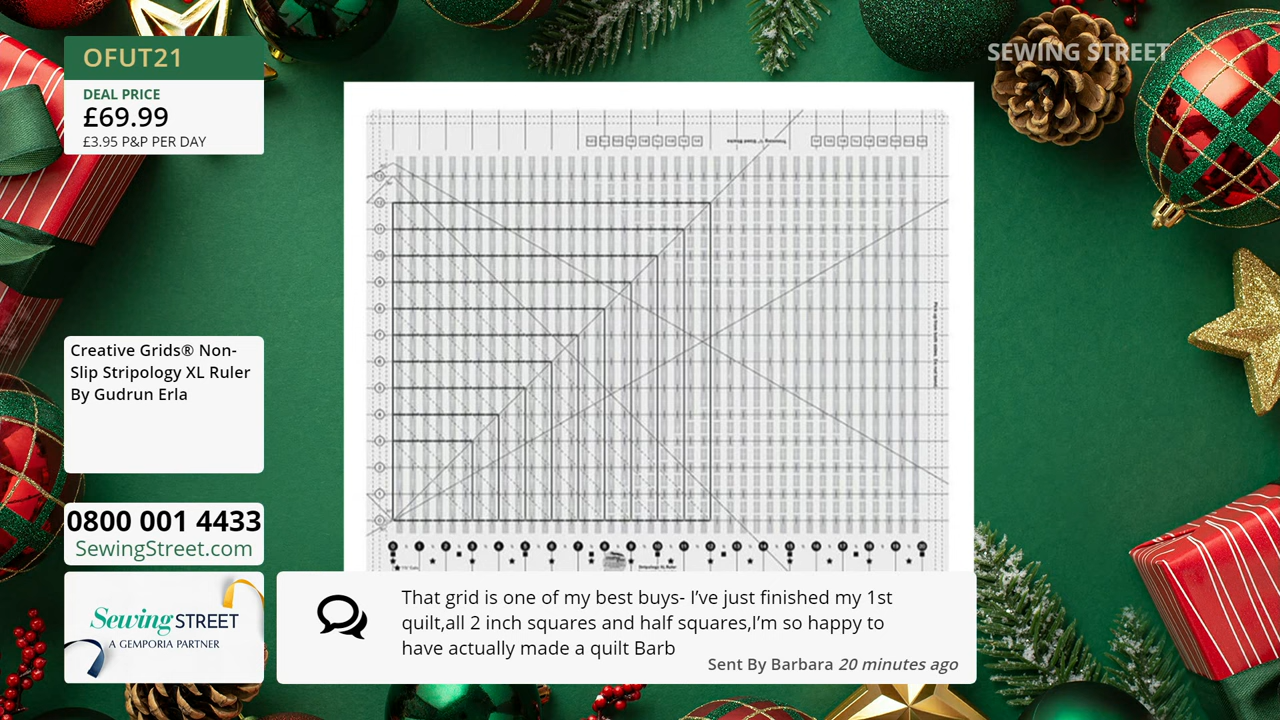 OFUT21
DEAL PRICE
£69.99
£3.95 P&P PER DAY
SEWING STREET
Creative Grids® Non-
Slip Stripology XL Ruler
By Gudrun Erla
0800 001 4433
SewingStreet.com
Sewing STREET
A GEMPORIA PARTNER
That grid is one of my best buys- I’ve just finished my 1st
quilt,all 2 inch squares and half squares,I’m so happy to
have actually made a quilt Barb
Sent By Barbara 20 minutes ago
Stripology XL Ruler